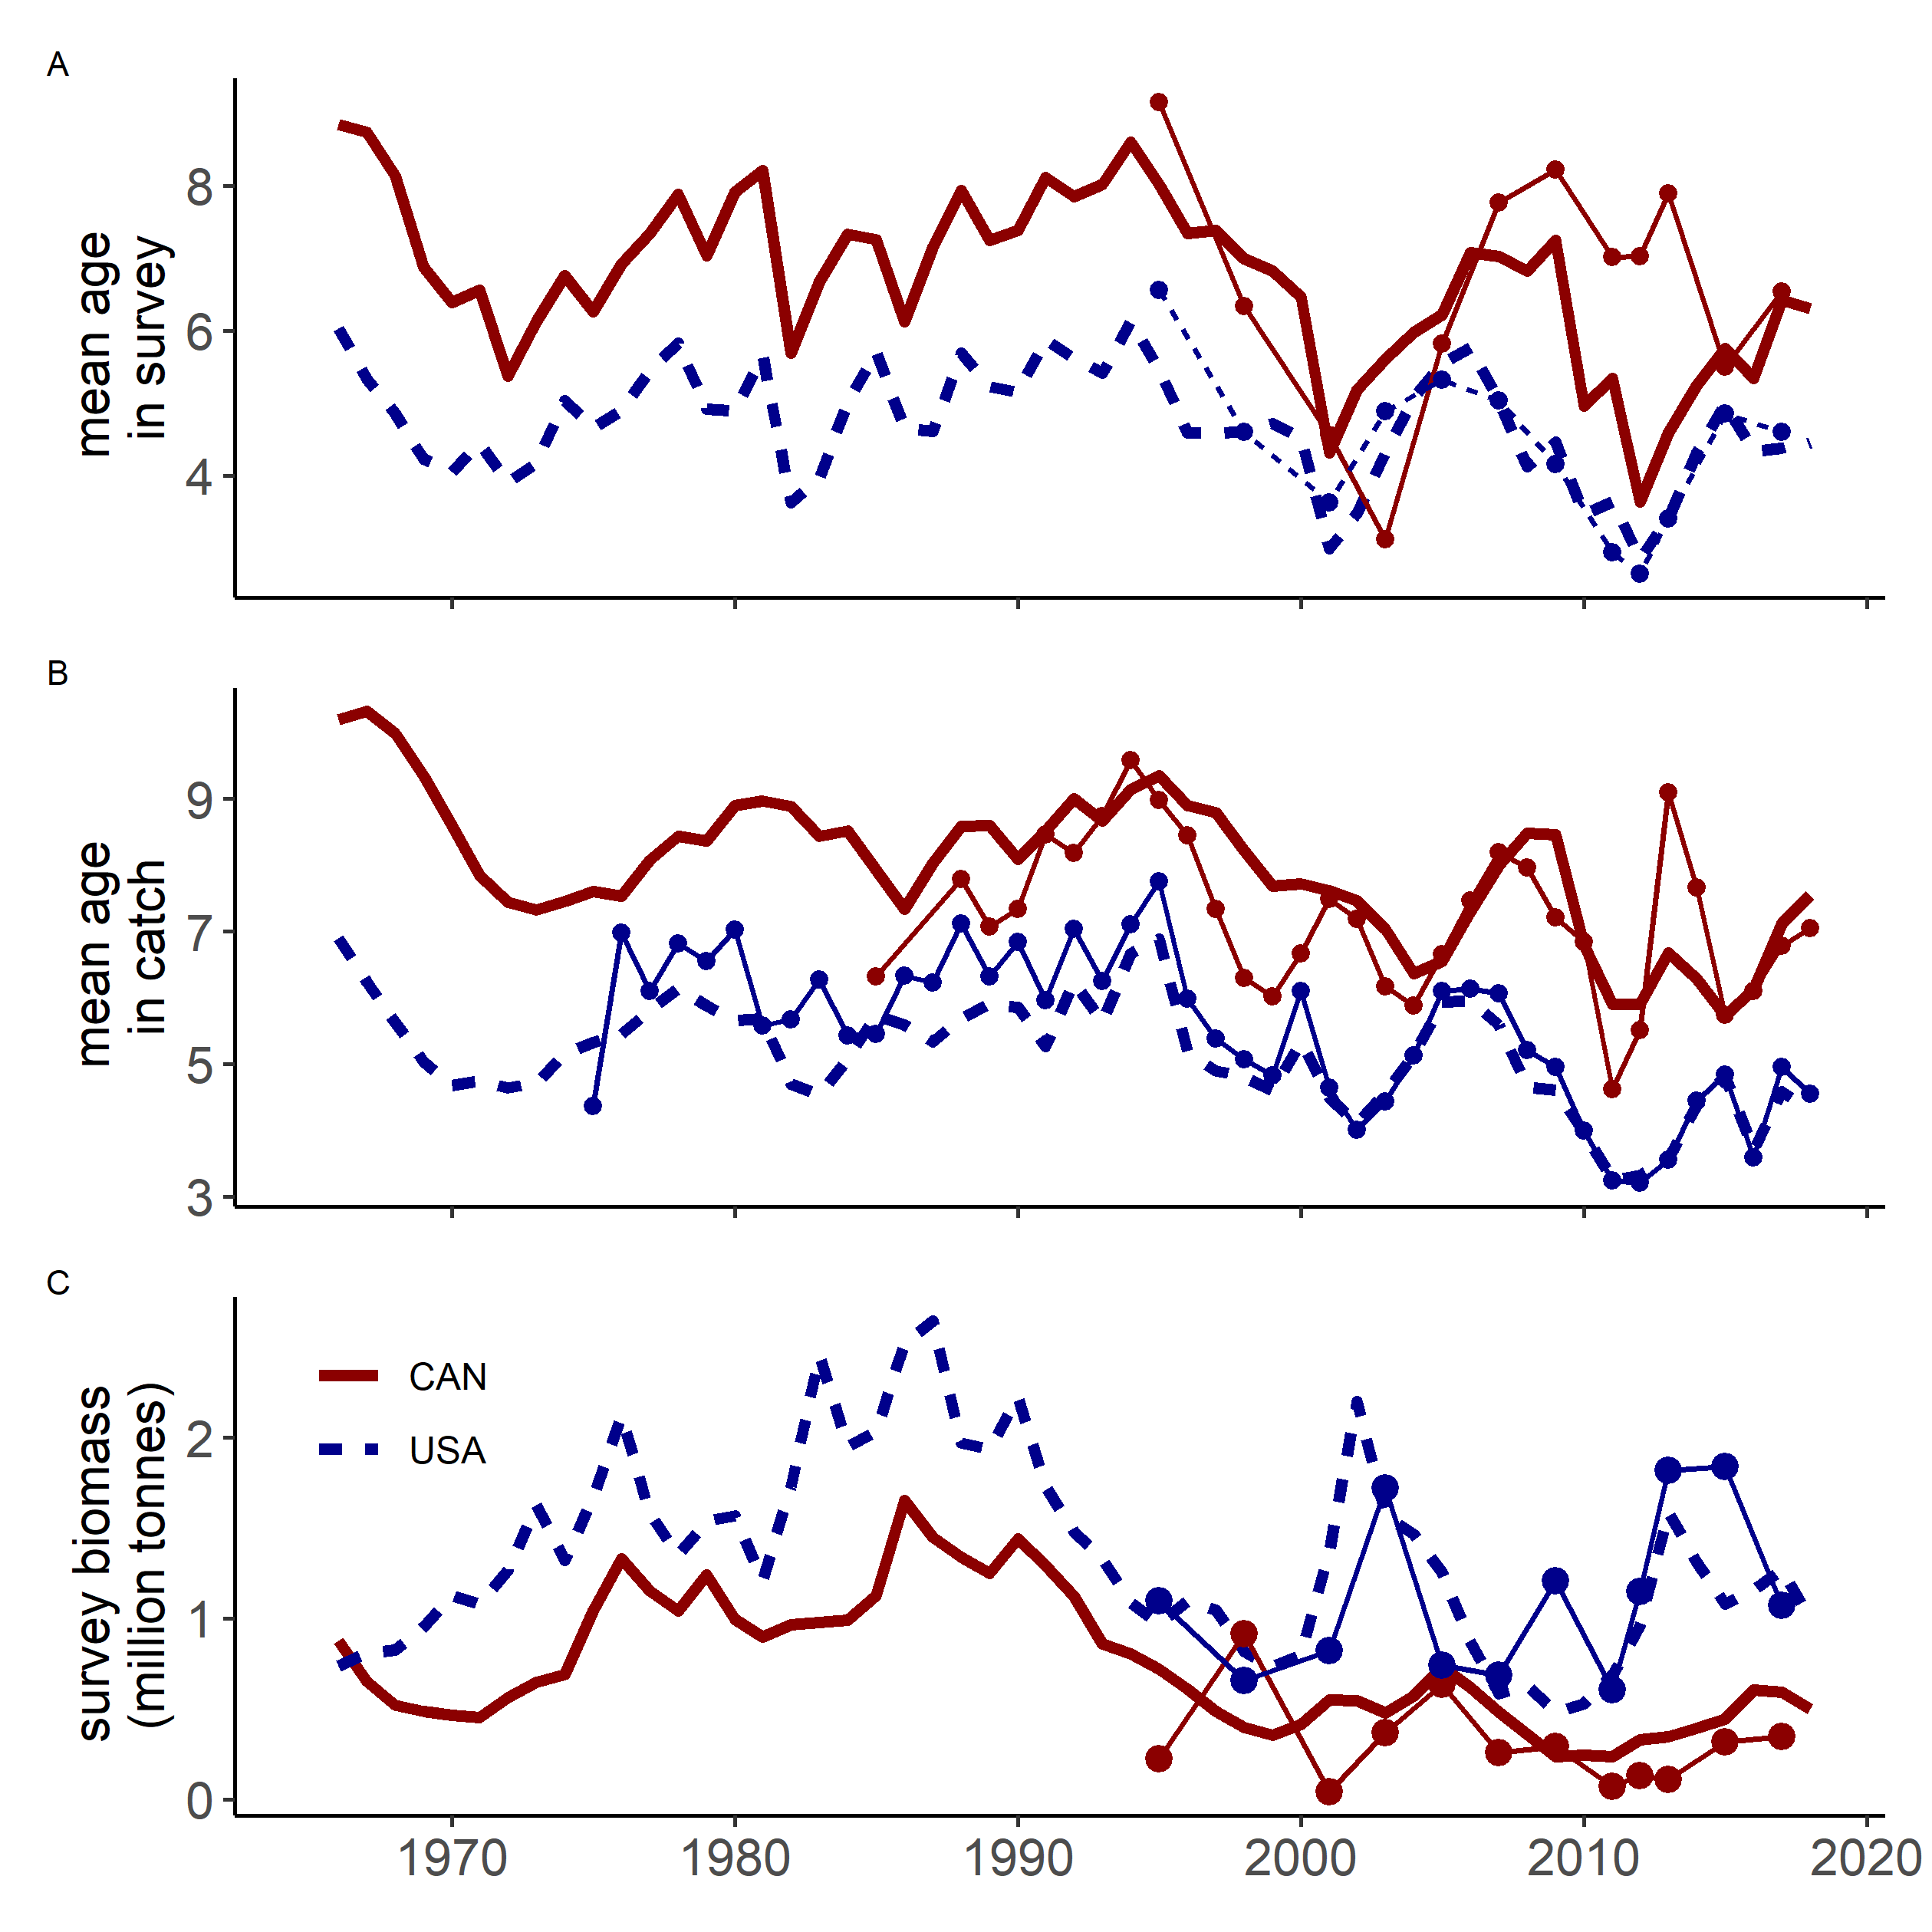 A
mean age
in survey
8
6
4
B
mean age
in catch
9
7
5
3
C
survey biomass
(million tonnes)
CAN
USA
2
1
0
1970 1980 1990 2000 2010 2020